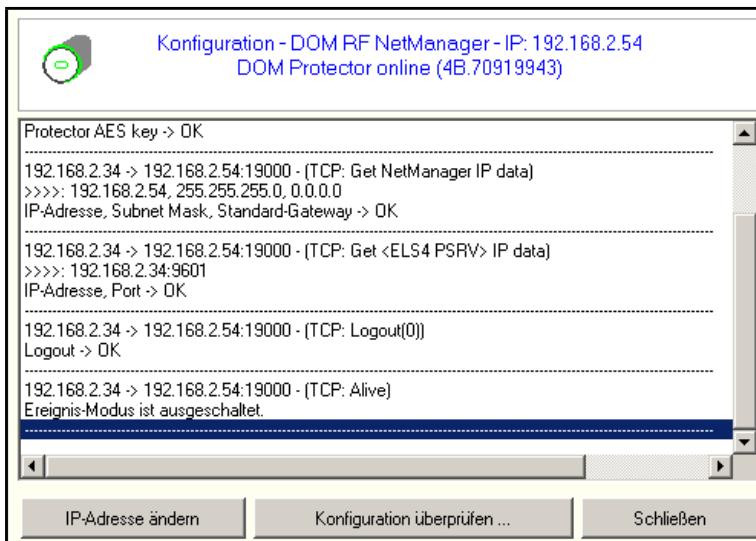 Konfiguration - DOM RF NetManager - IP: 192.168.2.54
DOM Protector online (4B.70919943)
Protector AES key -> OK
192.168.2.34 -> 192.168.2.54:19000 - (TCP: Get NetManager IP data)
>>>>: 192.168.2.54, 255.255.255.0, 0.0.0.0
IP-Adresse, Subnet Mask, Standard-Gateway -> OK
192.168.2.34 -> 192.168.2.54:19000 - (TCP: Get <ELS4 PSRV> IP data)
>>>>: 192.168.2.34:9601
IP-Adresse, Port -> OK
192.168.2.34 -> 192.168.2.54:19000 - (TCP: Logout(0))
Logout -> OK
192.168.2.34 -> 192.168.2.54:19000 - (TCP: Alive)
Ereignis-Modus ist ausgeschaltet.
IP-Adresse ändern
Konfiguration überprüfen ...
Schließen